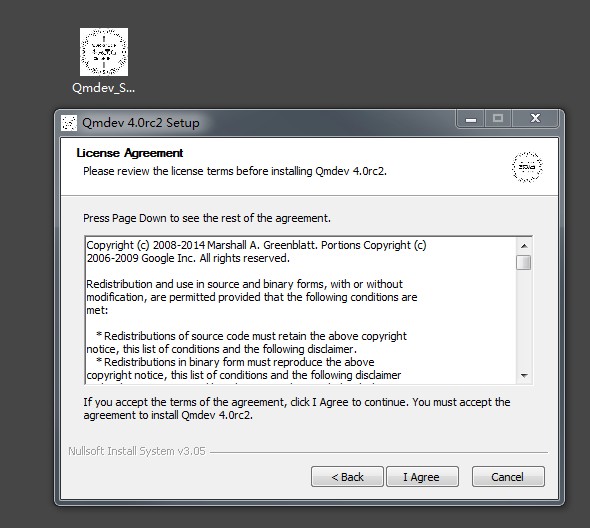 Qmdev_S...
Qmdev 4.0rc2 Setup
License Agreement
Please review the license terms before installing Qmdev 4.0rc2.
Press Page Down to see the rest of the agreement.
Copyright (c) 2008-2014 Marshall A. Greenblatt. Portions Copyright (c)
2006-2009 Google Inc. All rights reserved.
Redistribution and use in source and binary forms, with or without
modification, are permitted provided that the following conditions are
met:
* Redistributions of source code must retain the above copyright
notice, this list of conditions and the following disclaimer.
* Redistributions in binary form must reproduce the above
copyright notice, this list of conditions and the following disclaimer
If you accept the terms of the agreement, click I Agree to continue. You must accept the
agreement to install Qmdev 4.0rc2.
Nullsoft Install System v3.05
< Back
I Agree
Cancel